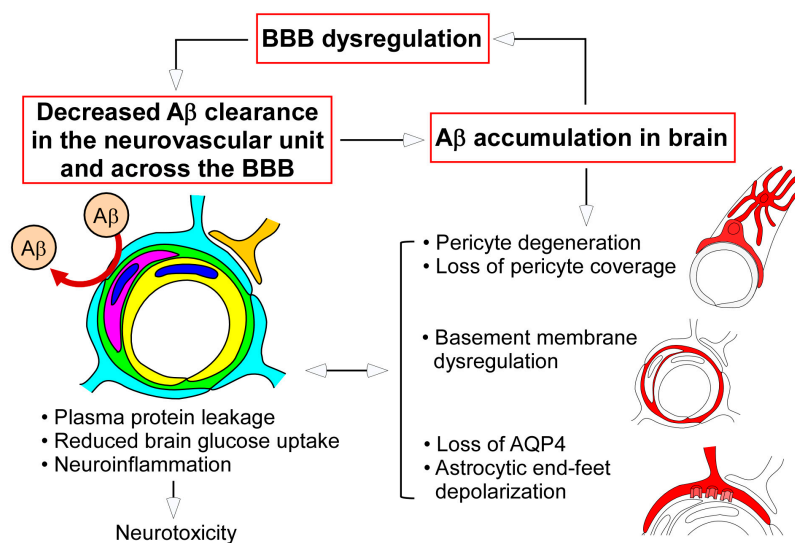 BBB dysregulation
Decreased Aβ clearance
in the neurovascular unit
and across the BBB
Aβ accumulation in brain
Aβ
Aβ
• Pericyte degeneration
• Loss of pericyte coverage
• Basement membrane
dysregulation
• Loss of AQP4
• Astrocytic end-feet
depolarization
• Plasma protein leakage
• Reduced brain glucose uptake
• Neuroinflammation
Neurotoxicity